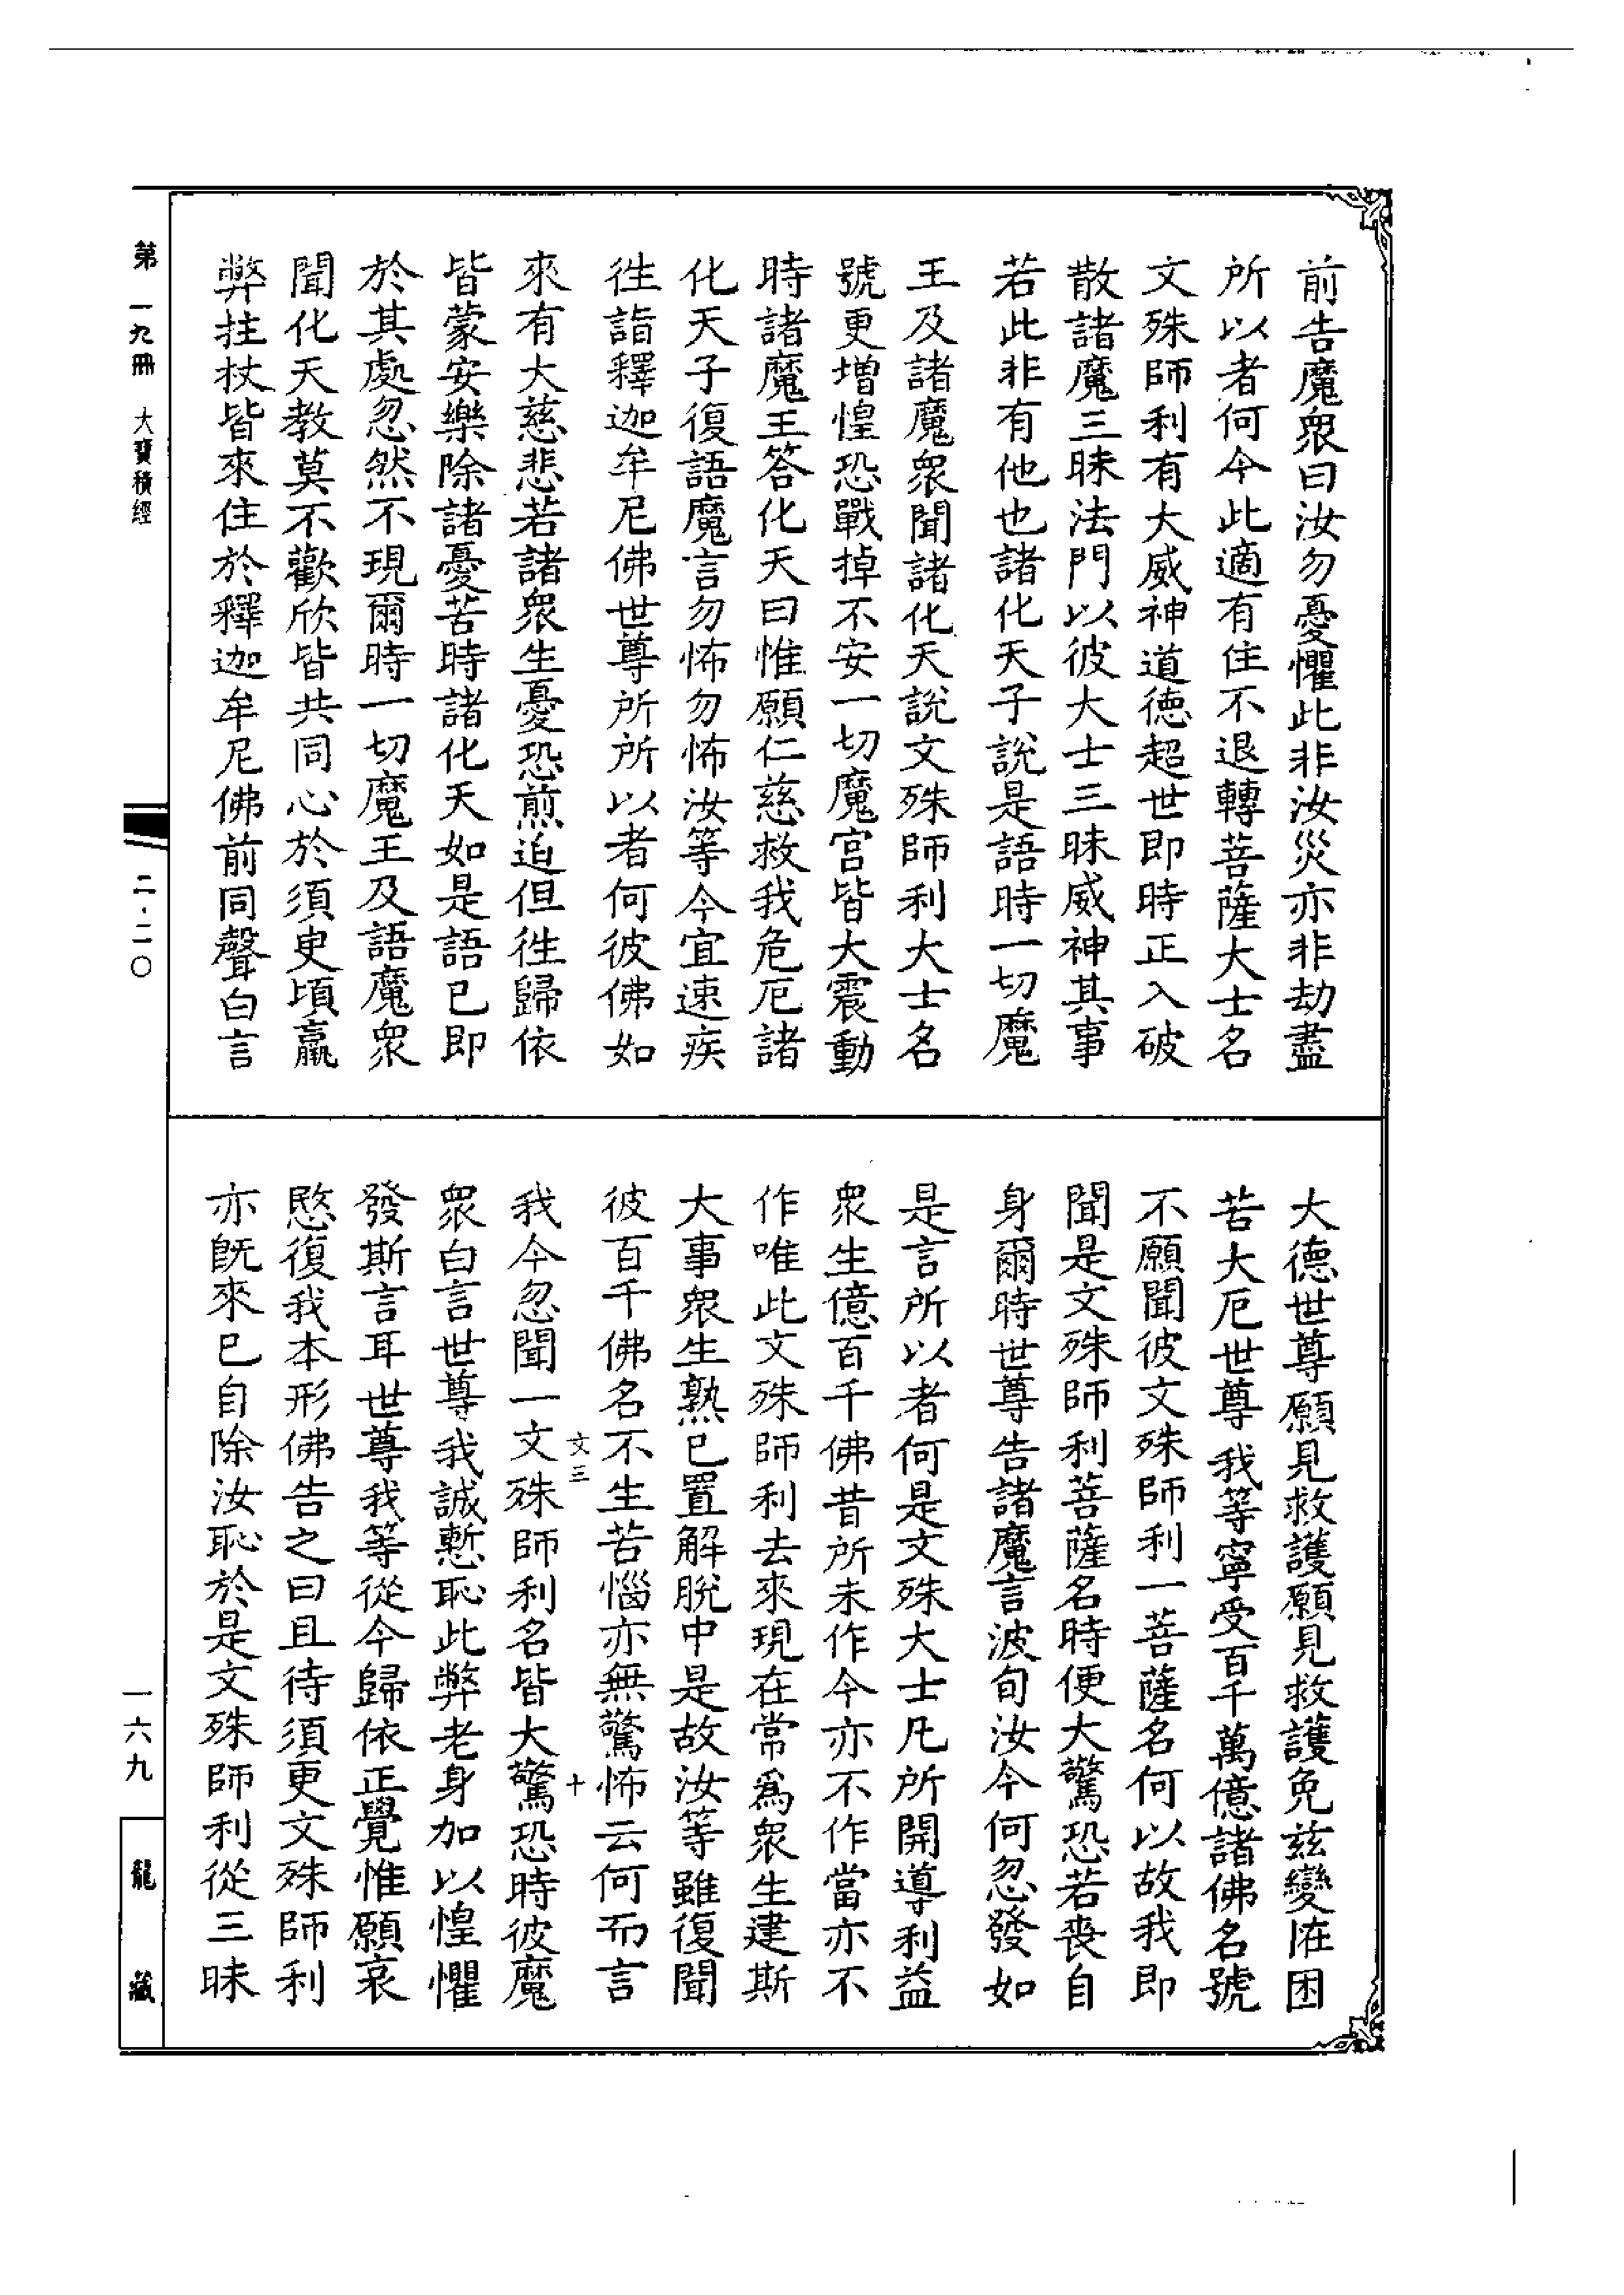 前告魔衆曰汝勿憂懼此非汝災亦非劫盡
所以者何今此適有住不退轉菩薩大士名
文殊師利有大威神道德超世即時正入破
散諸魔三昧法門以彼大士三昧威神其事
若此非有他也諸化天子說是語時一切魔
王及諸魔衆聞諸化天說文殊師利大士名
號更增惶恐戰掉不安一切魔宮皆大震動
時諸魔王答化天曰惟願仁慈救我危厄諸
化天子復語魔言勿怖勿怖汝等今宜速疾
徃詣釋迦牟尼佛世尊所所以者何彼佛如
來有大慈悲若諸衆生憂恐煎迫但徃歸依
皆蒙安樂除諸憂苦時諸化天如是語已即
於其處忽然不現爾時一切魔王及語魔衆
聞化天教莫不歡欣皆共同心於須臾頃羸
弊拄杖皆來住於釋迦牟尼佛前同聲白言
大德世尊願見救護願見救護免兹變恠困
苦大厄世尊我等寧受百千萬億諸佛名號
不願聞彼文殊師利一菩薩名何以故我即
聞是文殊師利菩薩名時便大驚恐若喪自
身爾時世尊告諸魔言波旬汝今何忽發如
是言所以者何是文殊大士凡所開導利益
衆生億百千佛昔所未作今亦不作當亦不
作唯此文殊師利去來現在常爲衆生建斯
大事衆生熟已置解脫中是故汝等雖復聞
彼百千佛名不生苦惱亦無驚怖云何而言
文三 十
我今忽聞一文殊師利名皆大驚恐時彼魔
衆白言世尊我誠慙恥此弊老身加以惶懼
發斯言耳世尊我等從今歸依正覺惟願哀
愍復我本形佛告之曰且待須更文殊師利
亦旣來已自除汝恥於是文殊師利從三昧
第一九冊 大寶積經
二·二〇
一六九
龍藏